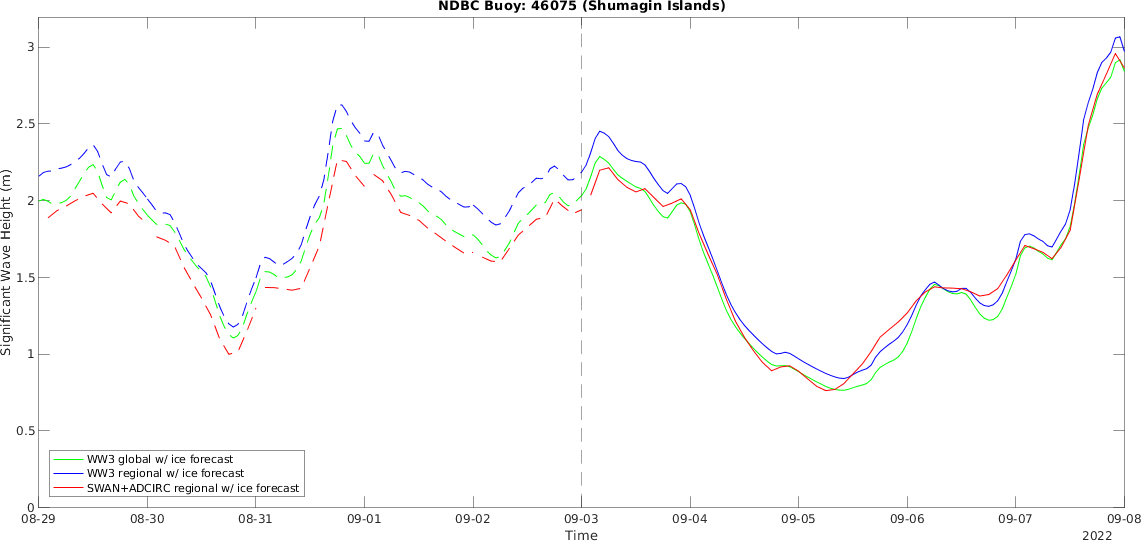 NDBC Buoy: 46075 (Shumagin Islands)
Significant Wave Height (m)
3
2.5
2
1.5
1
0.5
0
WW3 global w/ ice forecast
WW3 regional w/ ice forecast
SWAN+ADCIRC regional w/ ice forecast
08-29 08-30 08-31 09-01 09-02 09-03 09-04 09-05 09-06 09-07 09-08
Time
2022